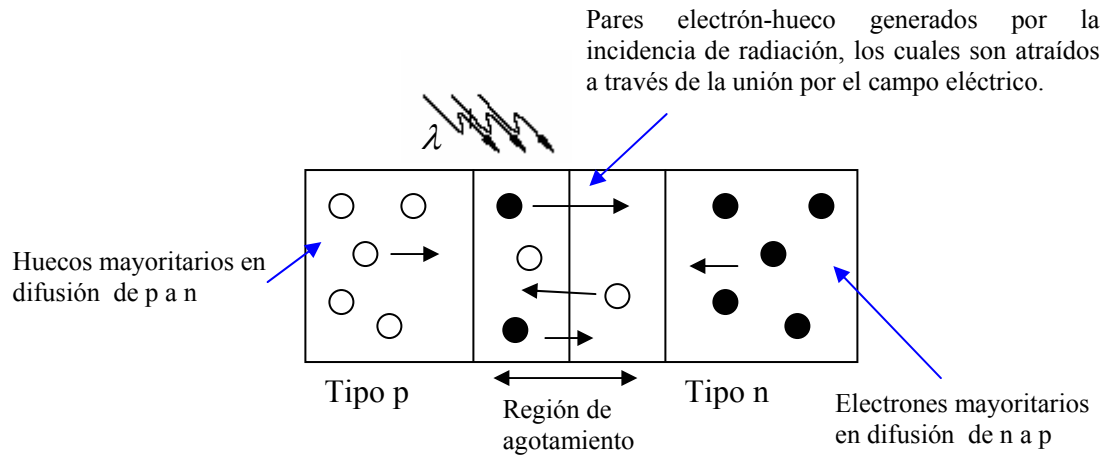 Pares electrón-hueco generados por la
incidencia de radiación, los cuales son atraídos
a través de la unión por el campo eléctrico.
λ
Huecos mayoritarios en
difusión de p a n
Tipo p
Región de
agotamiento
Tipo n
Electrones mayoritarios
en difusión de n a p